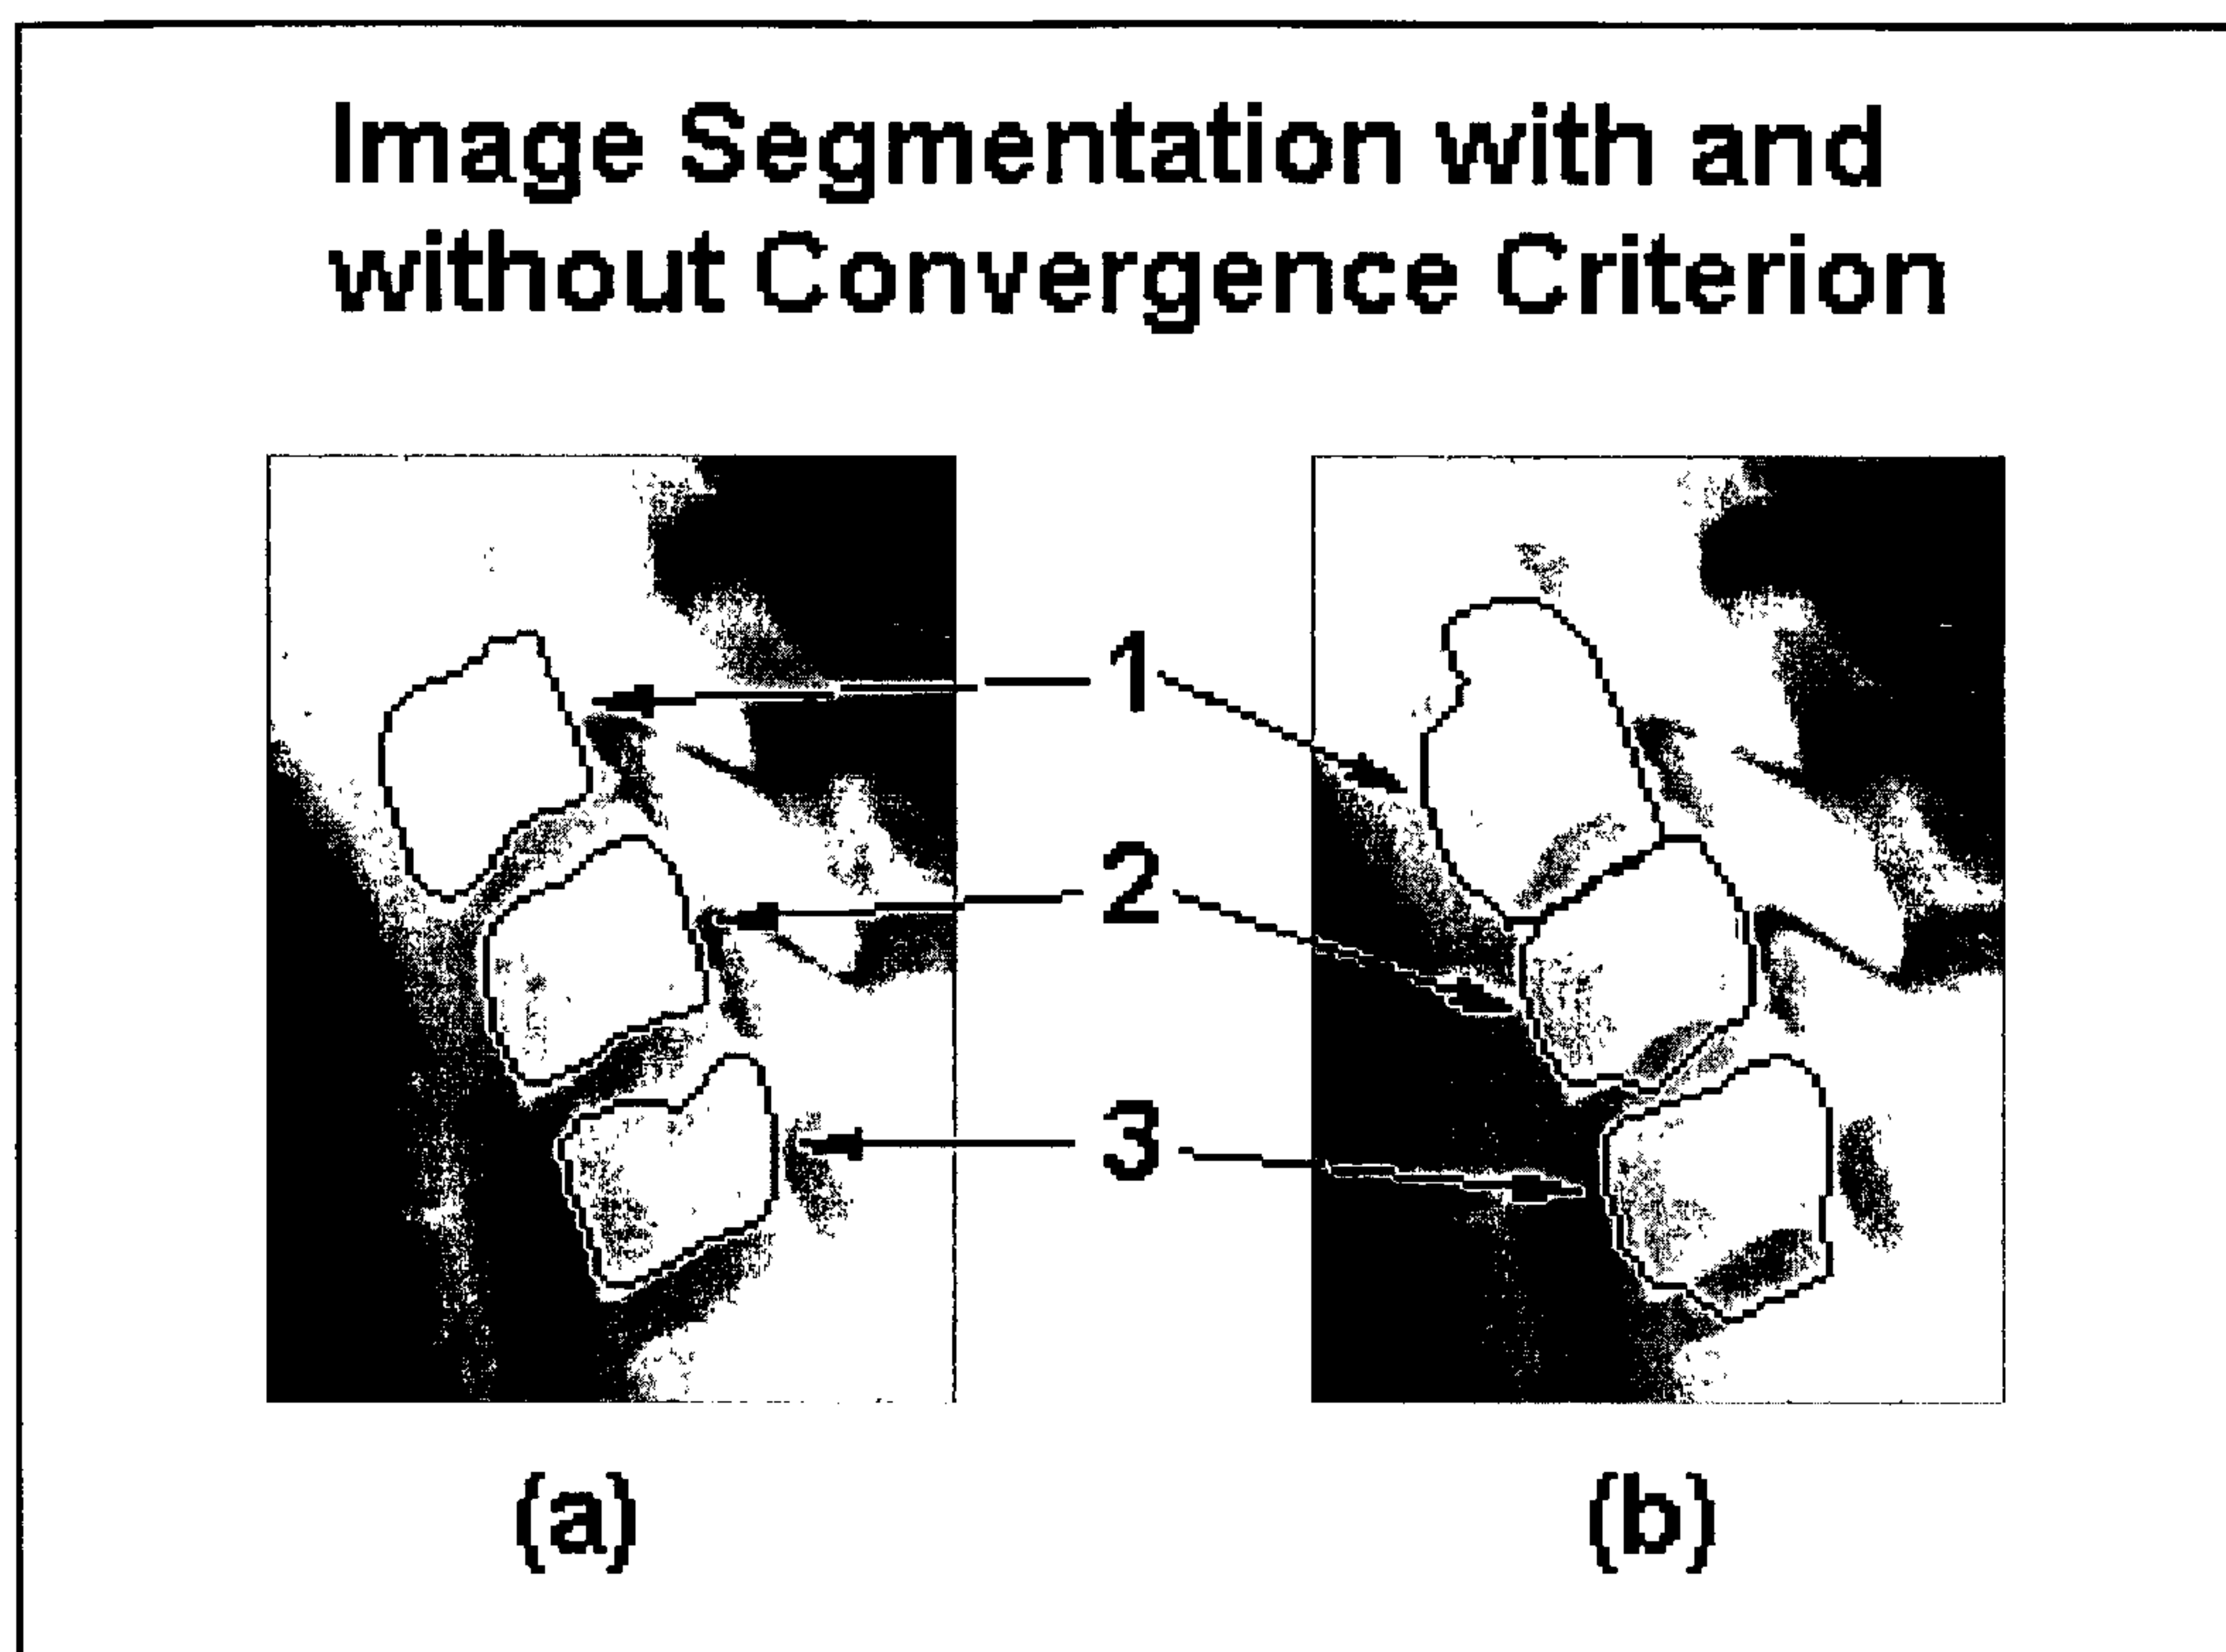 Image Segmentation with and
without Convergence Criterion
1
2
3
(a)
(b)